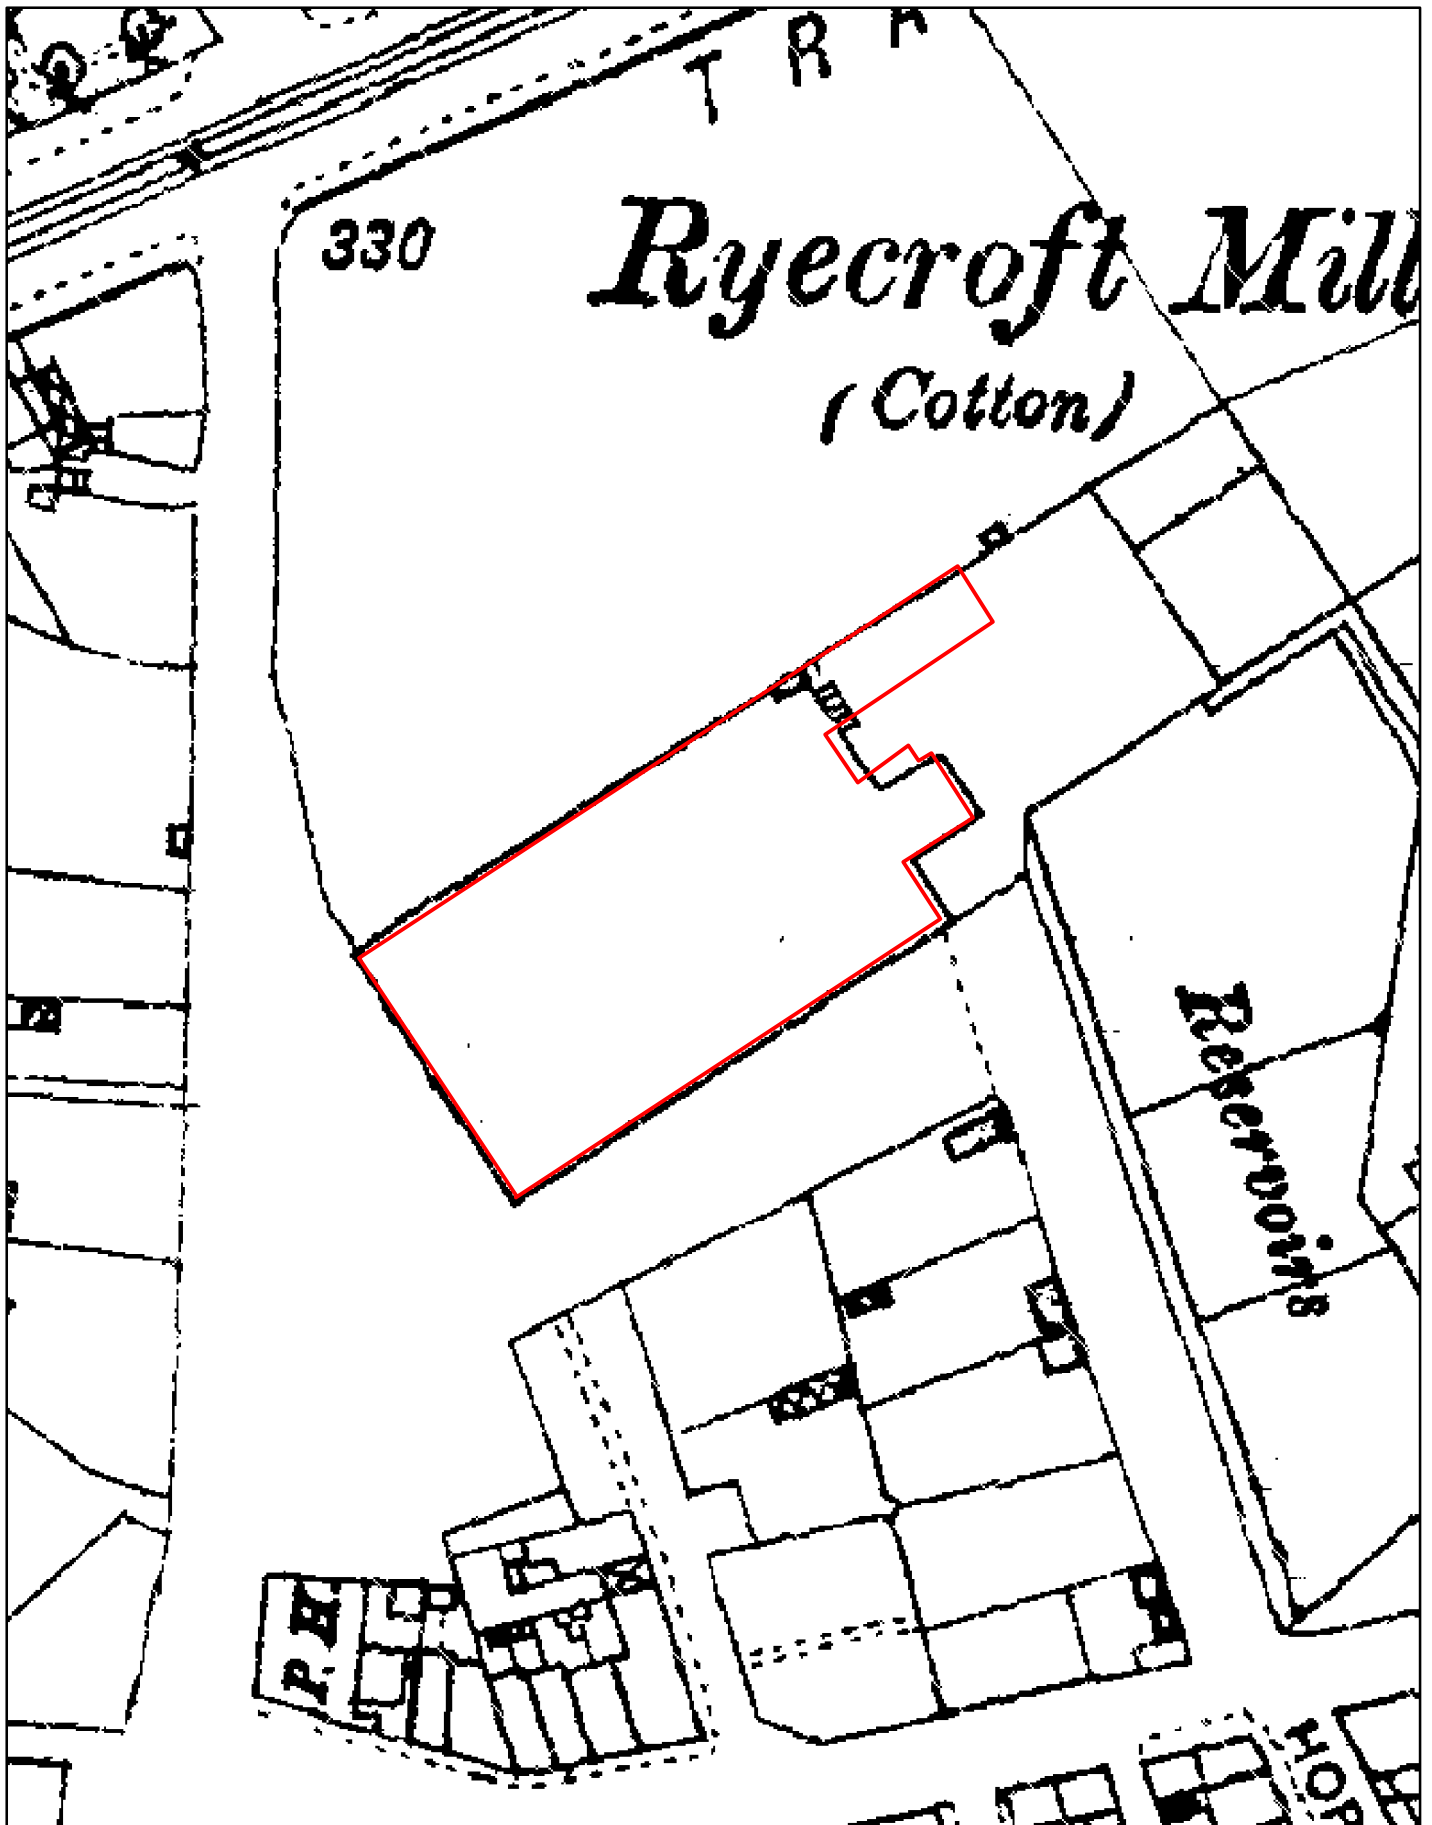 T R A
330
Ryecroft Mill
(Cotton)
Reservoirs
P. H.
HOP